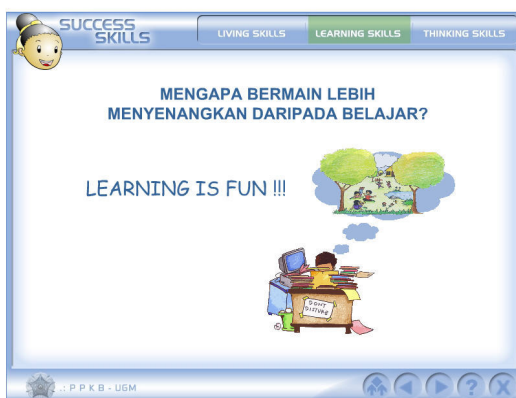 SUCCESS
SKILLS
LIVING SKILLS
LEARNING SKILLS
THINKING SKILLS
MENGAPA BERMAIN LEBIH
MENYENANGKAN DARIPADA BELAJAR?
LEARNING IS FUN !!!
DON'T
DISTURB
.: P P K B - UGM
?
X